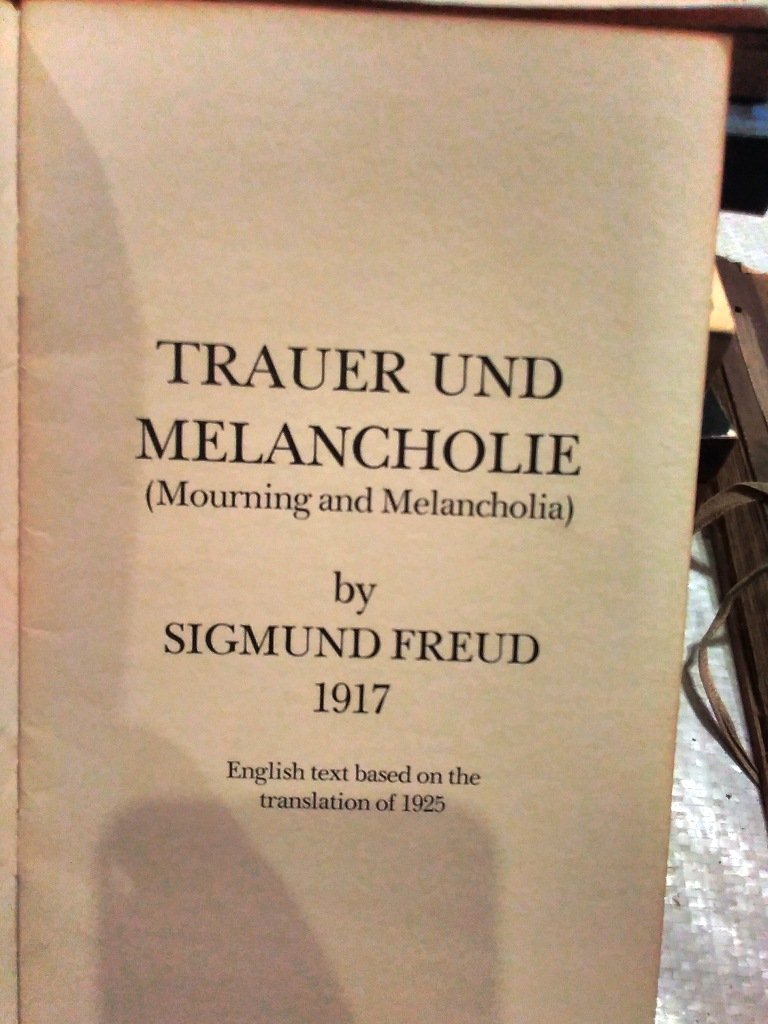 TRAUER UND
MELANCHOLIE
(Mourning and Melancholia)
by
SIGMUND FREUD
1917
English text based on the
translation of 1925